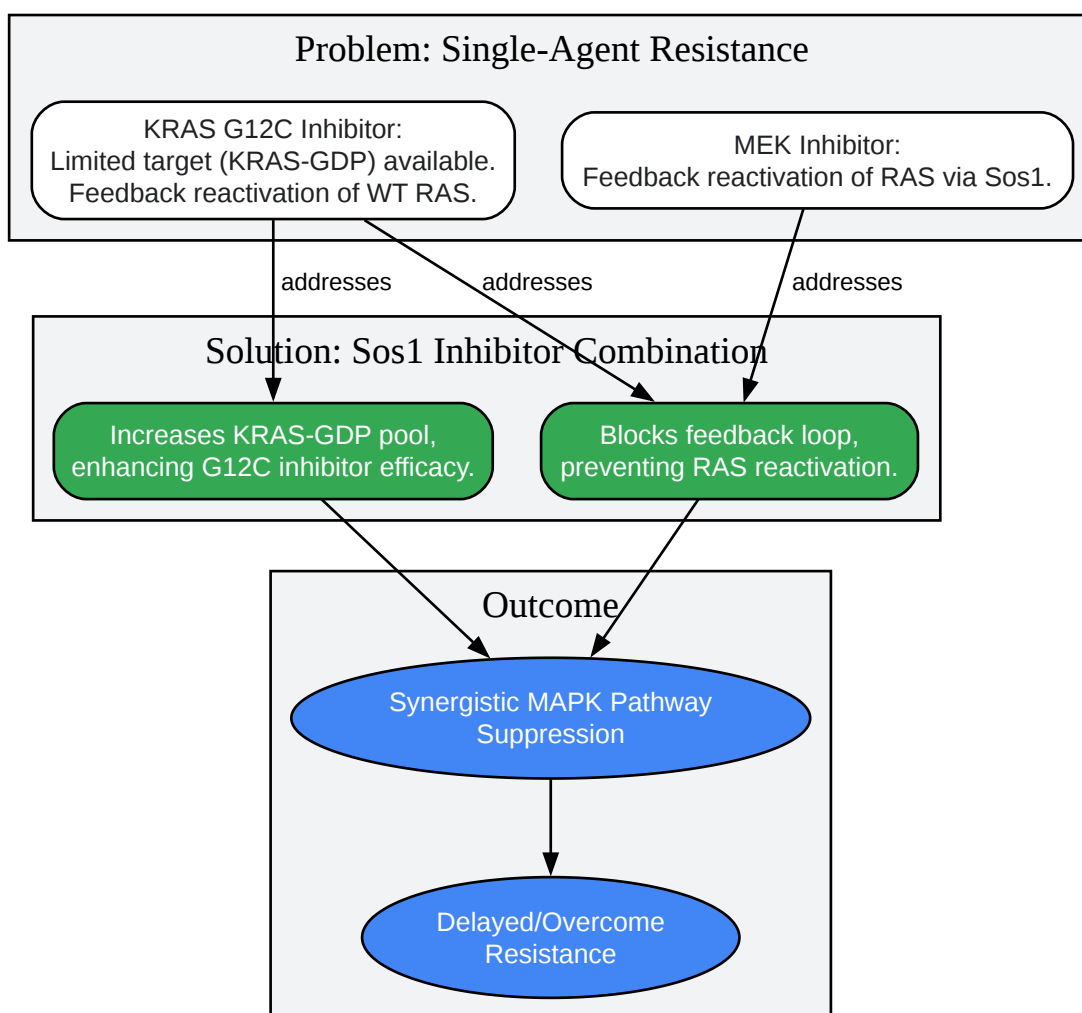 Problem: Single-Agent Resistance
KRAS G12C Inhibitor:
Limited target (KRAS-GDP) available.
Feedback reactivation of WT RAS.
MEK Inhibitor:
Feedback reactivation of RAS via Sos1.
addresses
addresses
addresses
Solution: Sos1 Inhibitor Combination
Increases KRAS-GDP pool,
enhancing G12C inhibitor efficacy.
Blocks feedback loop,
preventing RAS reactivation.
Outcome
Synergistic MAPK Pathway
Suppression
Delayed/Overcome
Resistance